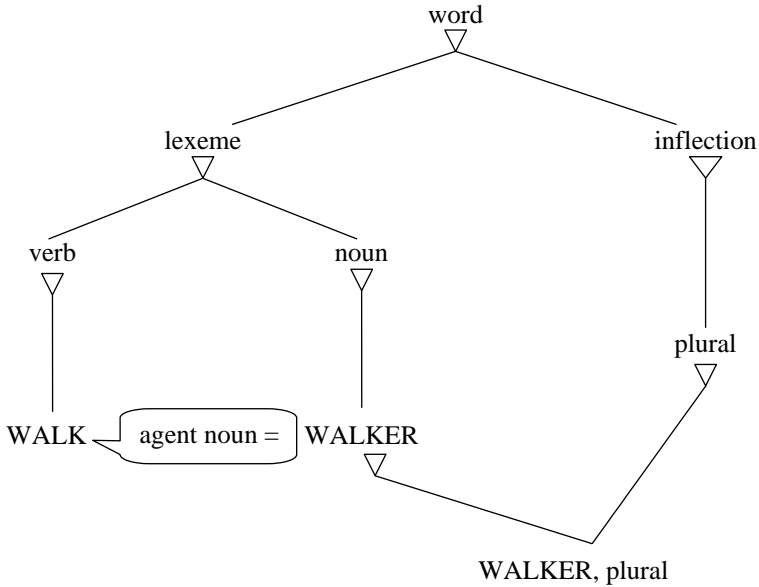 word
lexeme inflection
verb noun
plural
WALK agent noun = WALKER
WALKER, plural